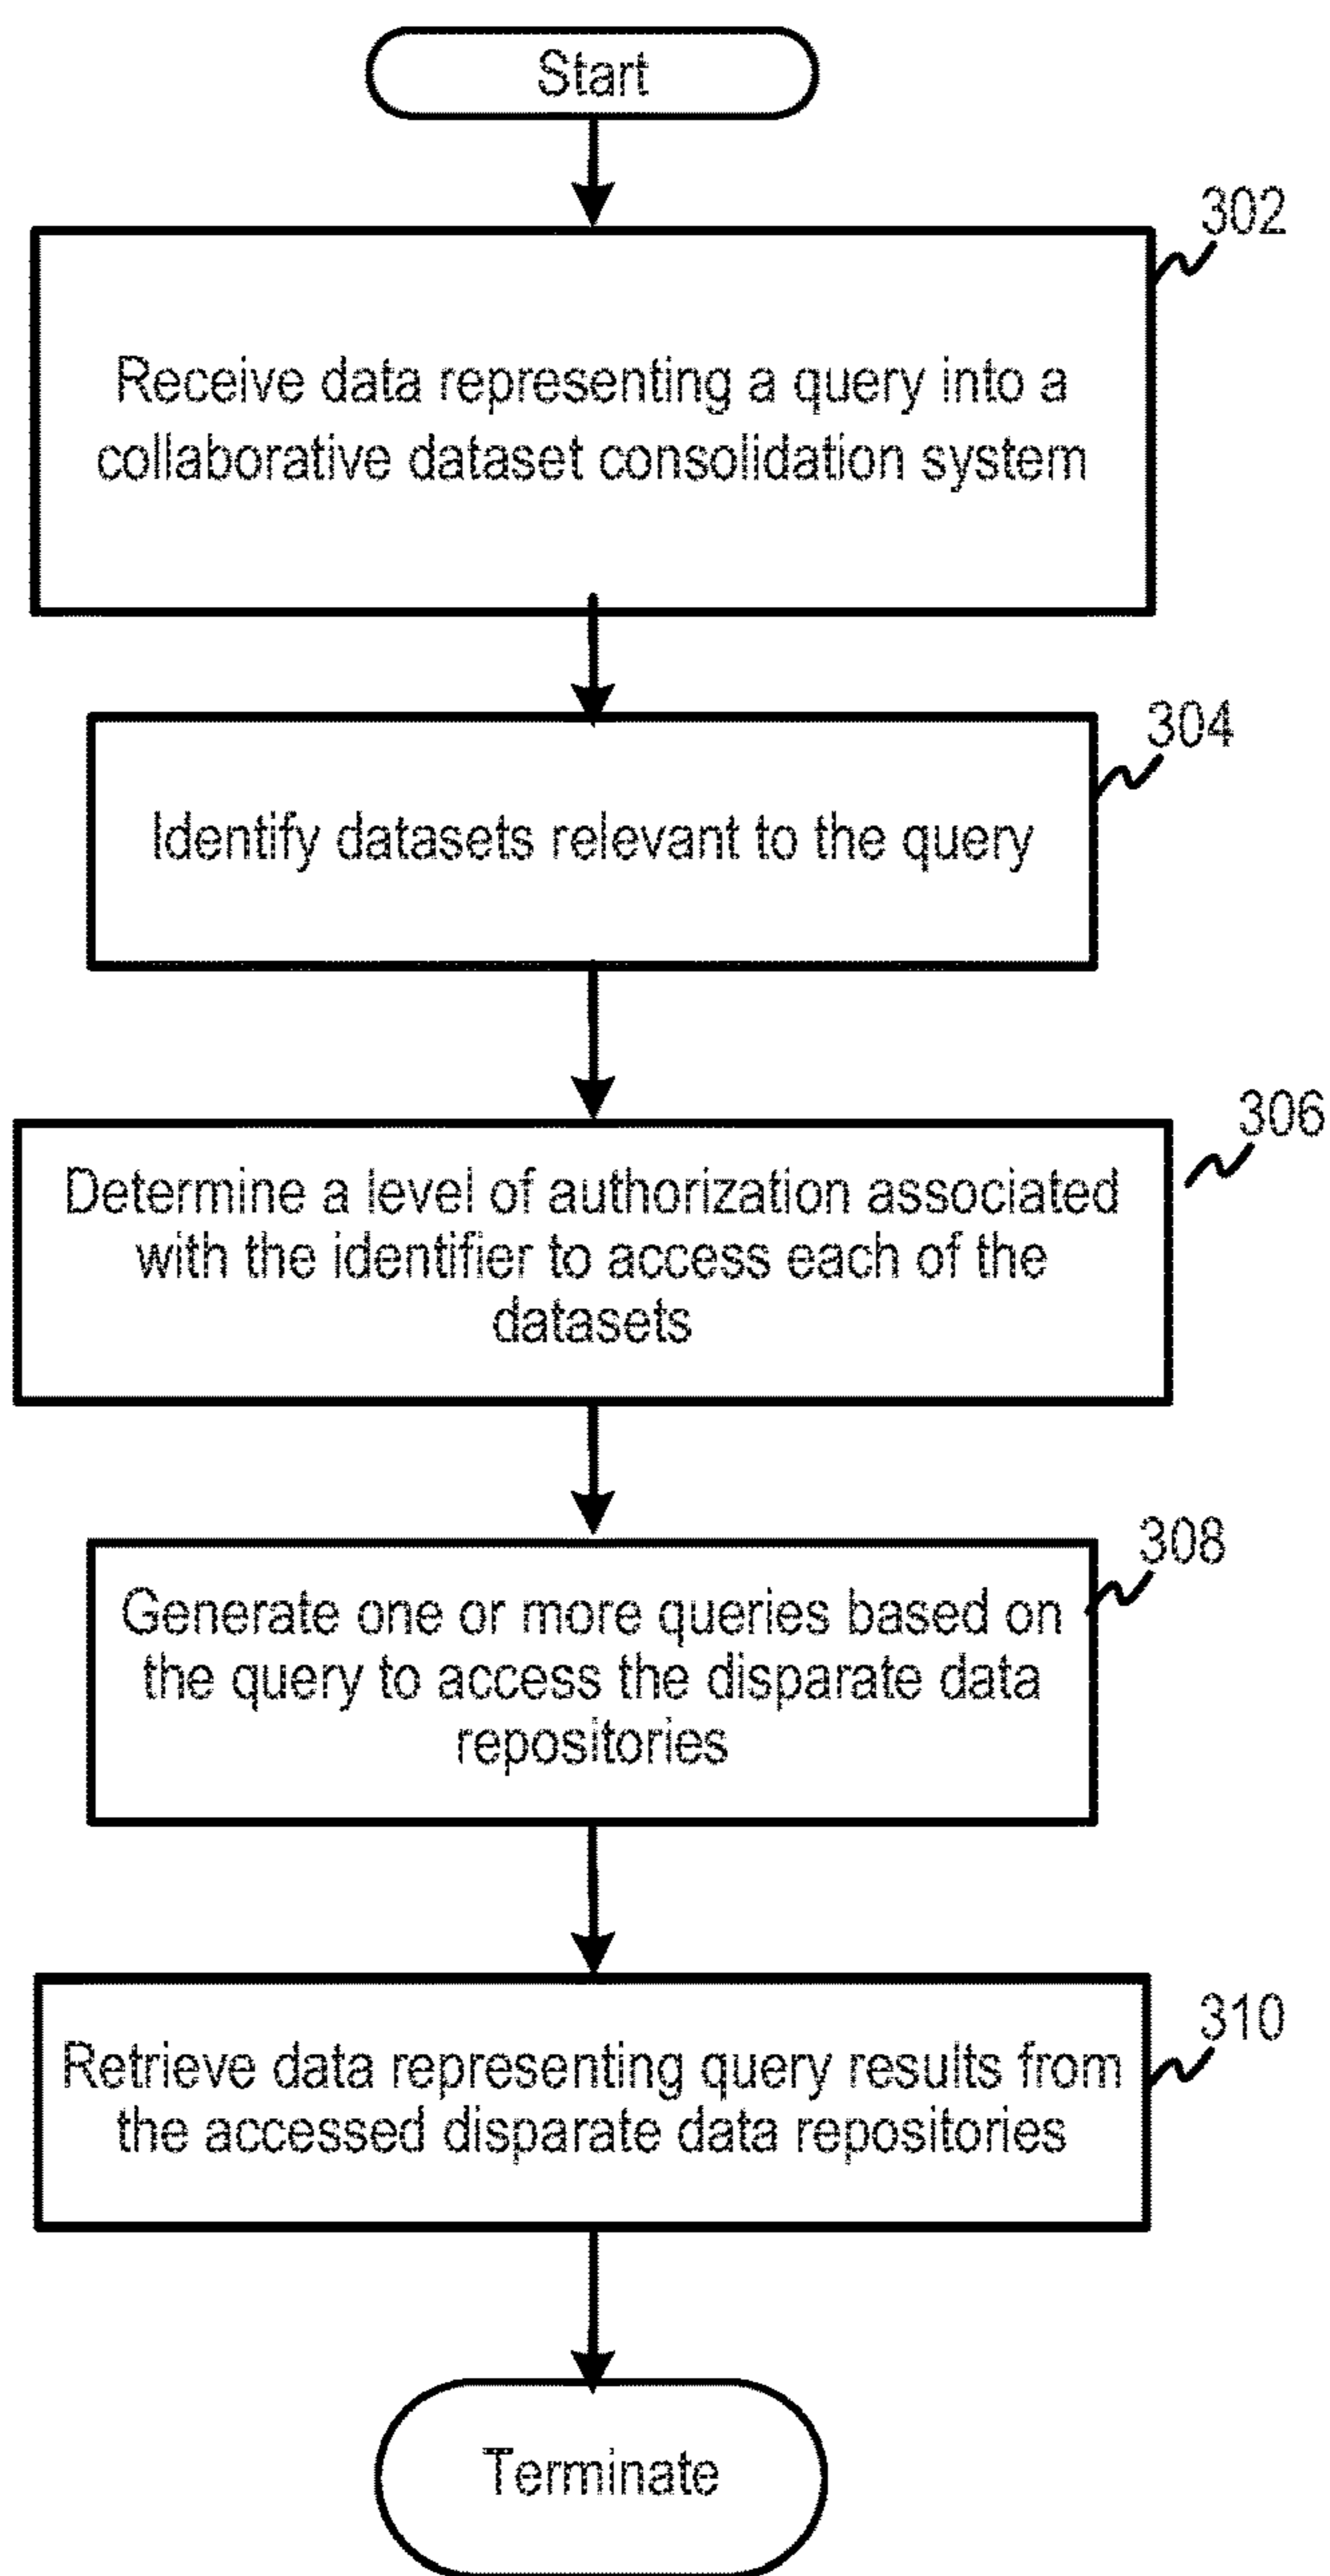 Start
302
Receive data representing a query into a
collaborative dataset consolidation system
304
Identify datasets relevant to the query
306
Determine a level of authorization associated
with the identifier to access each of the
datasets
308
Generate one or more queries based on
the query to access the disparate data
repositories
310
Retrieve data representing query results from
the accessed disparate data repositories
Terminate